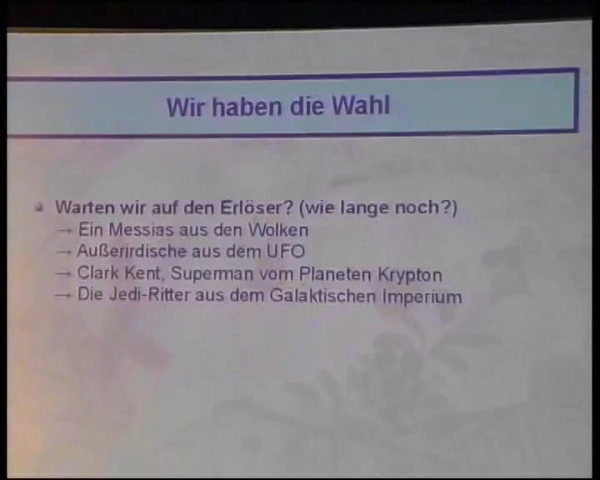 Wir haben die Wahl
Warten wir auf den Erlöser? (wie lange noch?)
→ Ein Messias aus den Wolken
→ Außerirdische aus dem UFO
→ Clark Kent, Superman vom Planeten Krypton
→ Die Jedi-Ritter aus dem Galaktischen Imperium